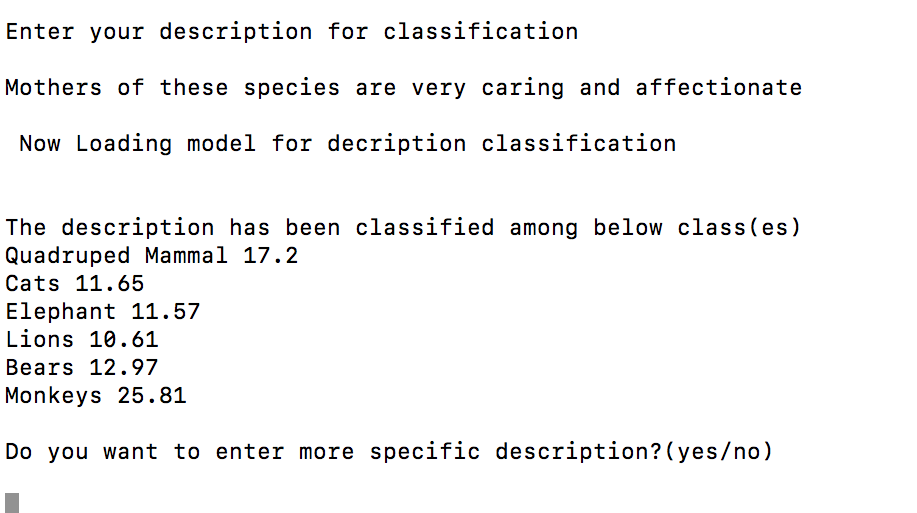 Enter your description for classification
Mothers of these species are very caring and affectionate
Now Loading model for decription classification
The description has been classified among below class(es)
Quadruped Mammal 17.2
Cats 11.65
Elephant 11.57
Lions 10.61
Bears 12.97
Monkeys 25.81
Do you want to enter more specific description?(yes/no)